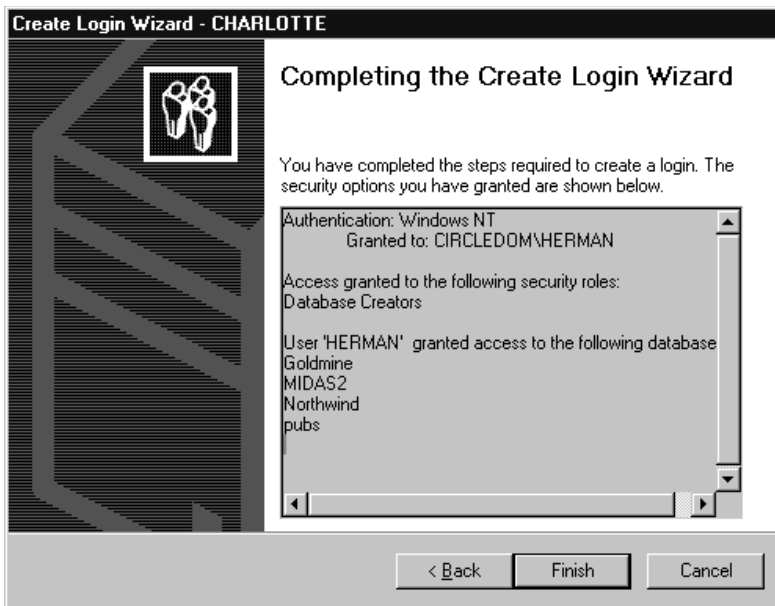 Create Login Wizard - CHARLOTTE
Completing the Create Login Wizard
You have completed the steps required to create a login. The
security options you have granted are shown below.
Authentication: Windows NT
Granted to: CIRCLEDOM\HERMAN
Access granted to the following security roles:
Database Creators
User 'HERMAN'  granted access to the following database
Goldmine
MIDAS2
Northwind
pubs
< Back
Finish
Cancel